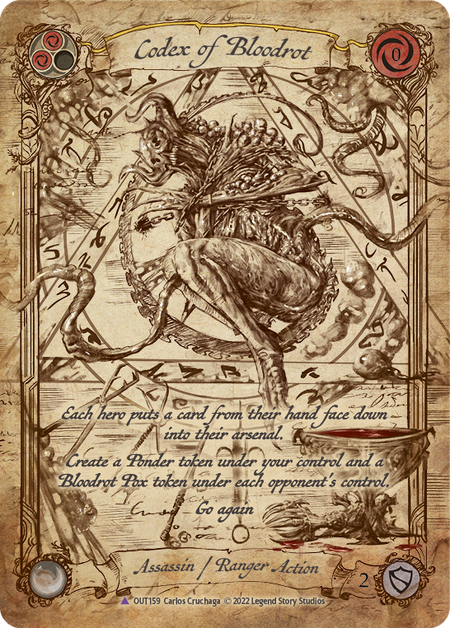 Codex of Bloodrot
0
Each hero puts a card from their hand face down
into their arsenal.
Create a Ponder token under your control and a
Bloodrot Pox token under each opponent's control.
Go again
Assassin / Ranger Action
2
OUT159 Carlos Cruchaga © 2022 Legend Story Studios